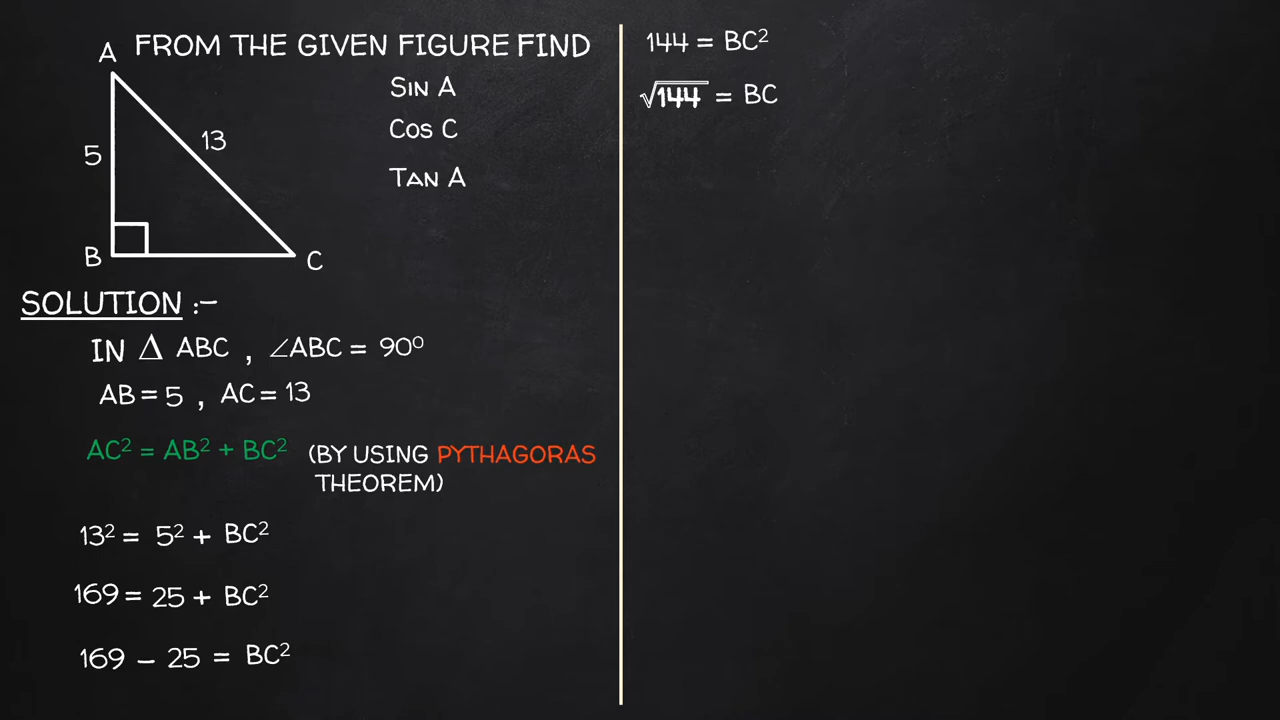 FROM THE GIVEN FIGURE FIND
A
SIN A
COS C
TAN A
5
13
B
C
SOLUTION :-
IN Δ ABC , ∠ABC = 90⁰
AB = 5 , AC = 13
AC² = AB² + BC² (BY USING PYTHAGORAS
THEOREM)
13² = 5² + BC²
169 = 25 + BC²
169 – 25 = BC²
144 = BC²
√144 = BC